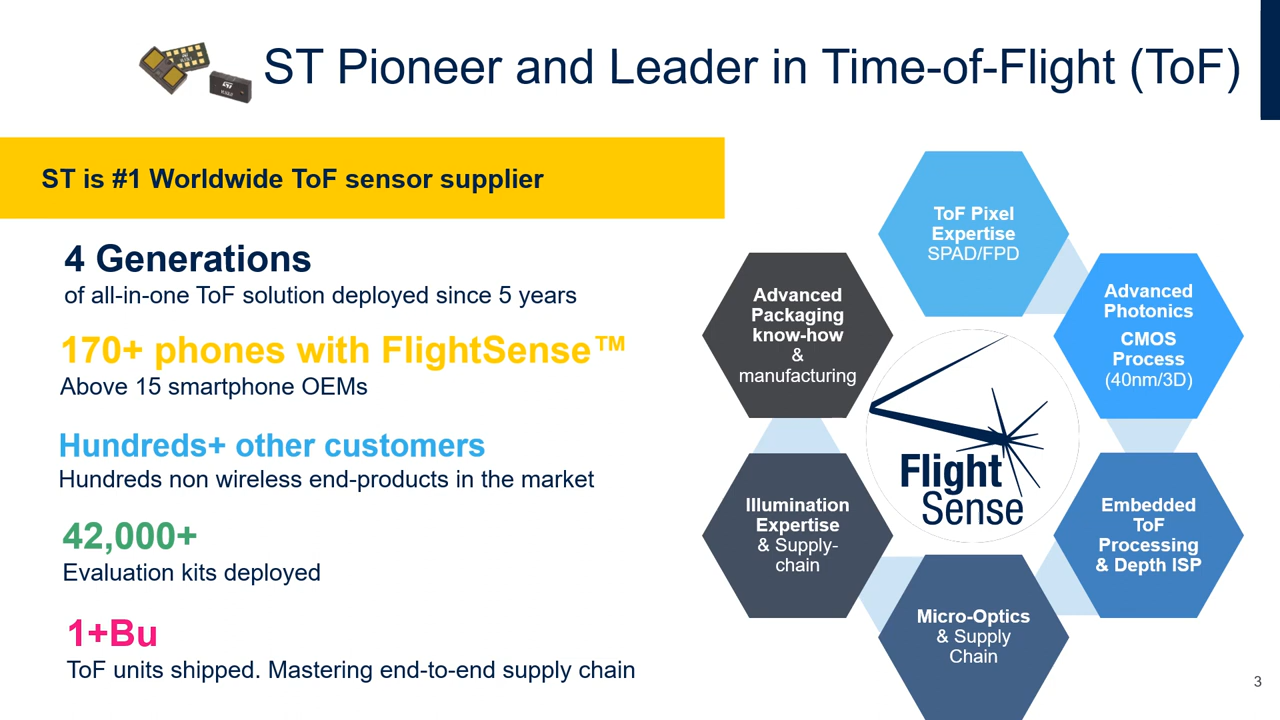 ST Pioneer and Leader in Time-of-Flight (ToF)
ST is #1 Worldwide ToF sensor supplier
4 Generations
of all-in-one ToF solution deployed since 5 years
170+ phones with FlightSense™
Above 15 smartphone OEMs
Hundreds+ other customers
Hundreds non wireless end-products in the market
42,000+
Evaluation kits deployed
1+Bu
ToF units shipped. Mastering end-to-end supply chain
ToF Pixel
Expertise
SPAD/FPD
Advanced
Photonics
CMOS
Process
(40nm/3D)
Embedded
ToF
Processing
& Depth ISP
Micro-Optics
& Supply
Chain
Illumination
Expertise
& Supply-
chain
Advanced
Packaging
know-how
&
manufacturing
Flight
Sense
3